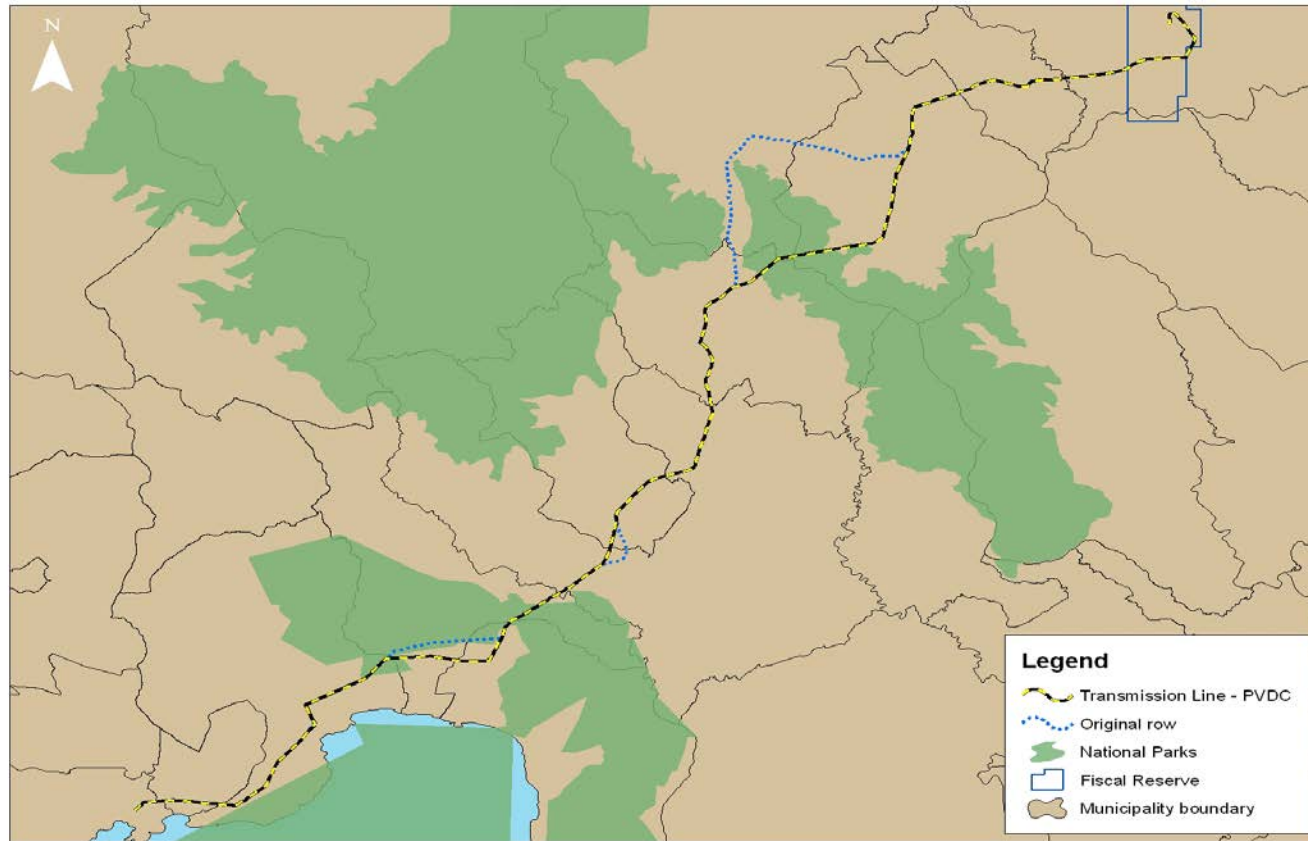 N
Legend
Transmission Line - PVDC
Original row
National Parks
Fiscal Reserve
Municipality boundary